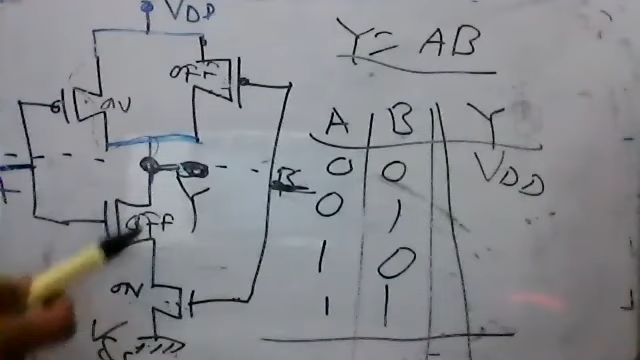 VDD
Y = AB
OFF
ON
A B Y
0 0 VDD
0 1
1 0
1 1
B
Y
OFF
ON